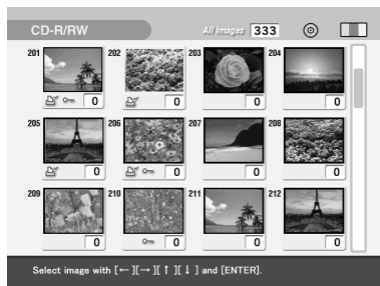 CD-R/RW All Images 333
201 202 203 204
0 0 0 0
205 206 207 208
0 0 0 0
209 210 211 212
0 0 0 0
Select image with [←][→][↑][↓] and [ENTER].